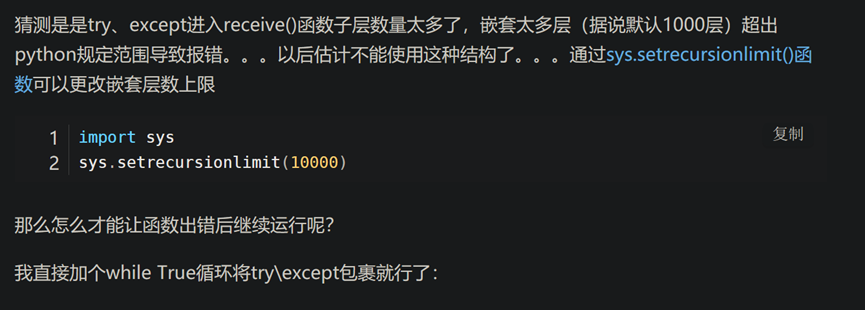 猜测是是try、except进入receive()函数子层数量太多了，嵌套太多层（据说默认1000层）超出
python规定范围导致报错。。。以后估计不能使用这种结构了。。。通过sys.setrecursionlimit()函
数可以更改嵌套层数上限
1 import sys 复制
2 sys.setrecursionlimit(10000)
那么怎么才能让函数出错后继续运行呢？
我直接加个while True循环将try\except包裹就行了：